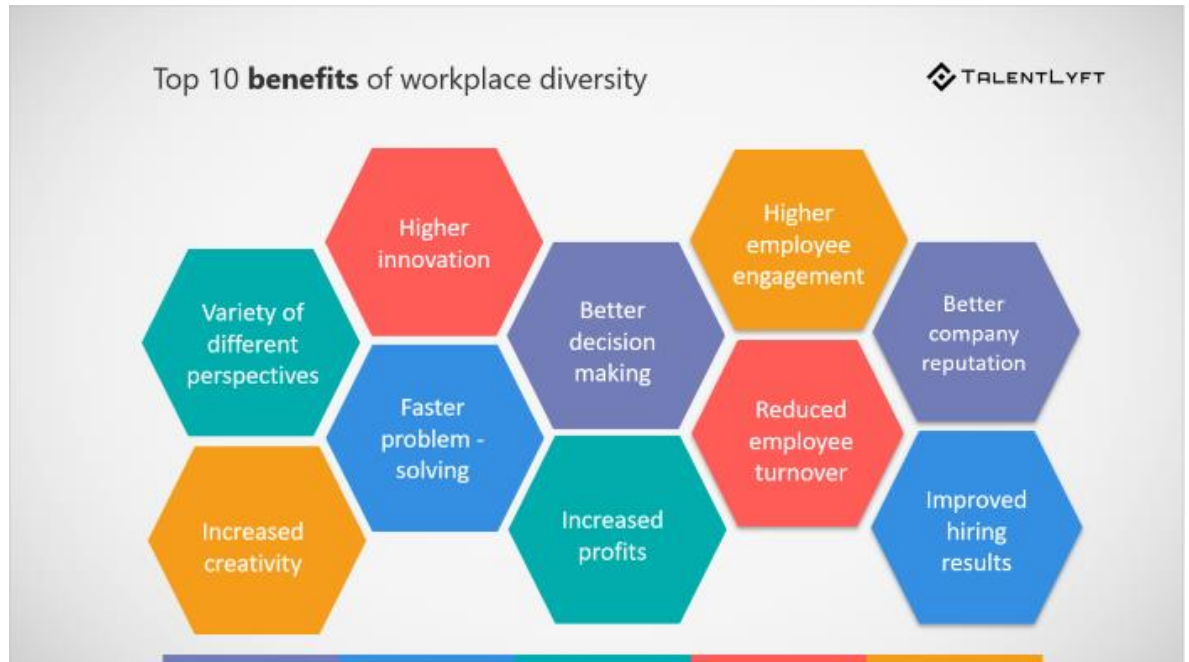 Top 10 benefits of workplace diversity
TALENTLYFT
Variety of
different
perspectives
Increased
creativity
Higher
innovation
Faster
problem -
solving
Better
decision
making
Increased
profits
Higher
employee
engagement
Reduced
employee
turnover
Better
company
reputation
Improved
hiring
results